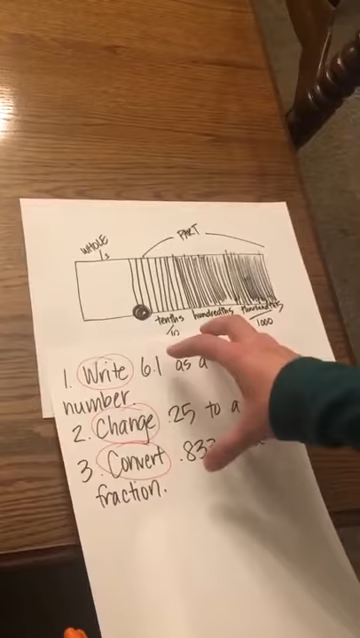 WHOLE
PART
1s
tenths hundredths thousandths
10
1000
1. Write 6.1 as a
number.
2. Change .25 to a
3. Convert .83
fraction.